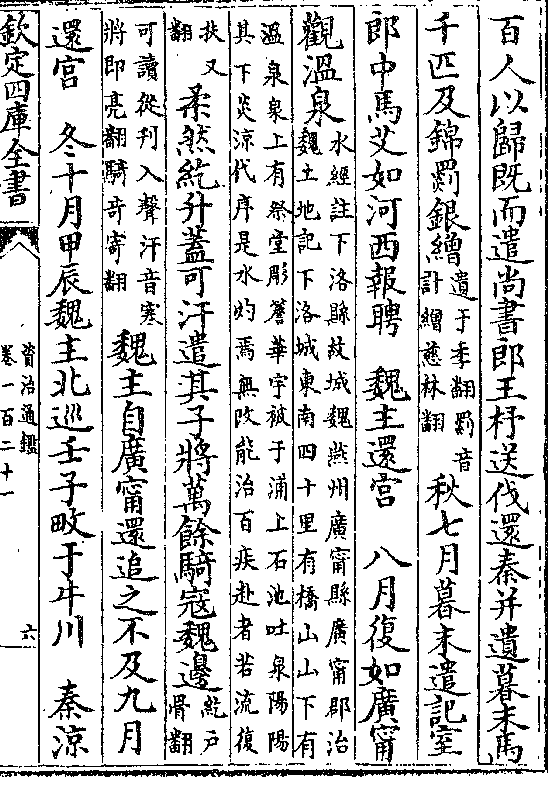 百人以歸既而遣尚書郎王杼送伐還秦并遺暮末馬
千匹及錦罽銀繒遺于季翻罽音計繒慈林翻 秋七月暮末遣記室
郎中馬艾如河西報聘 魏主還宫 八月復如廣甯
觀溫泉水經註下洛縣故城魏燕州廣甯縣廣甯郡治魏土地記下洛城東南四十里有橋山山下有
溫泉泉上有祭堂彫簷華宇被于浦上石池吐泉陽陽其下炎涼代序是水灼焉無改能治百疾赴者若流復
扶又翻 柔然紇升蓋可汗遣其子將萬餘騎寇魏邊紇戸骨翻
可讀從刋入聲汗音寒將即亮翻騎竒寄翻 魏主自廣甯還追之不及九月
還宫 冬十月甲辰魏主北巡壬子畋于牛川 秦涼
欽定四庫全書
資治通鑑
卷一百二十一
六